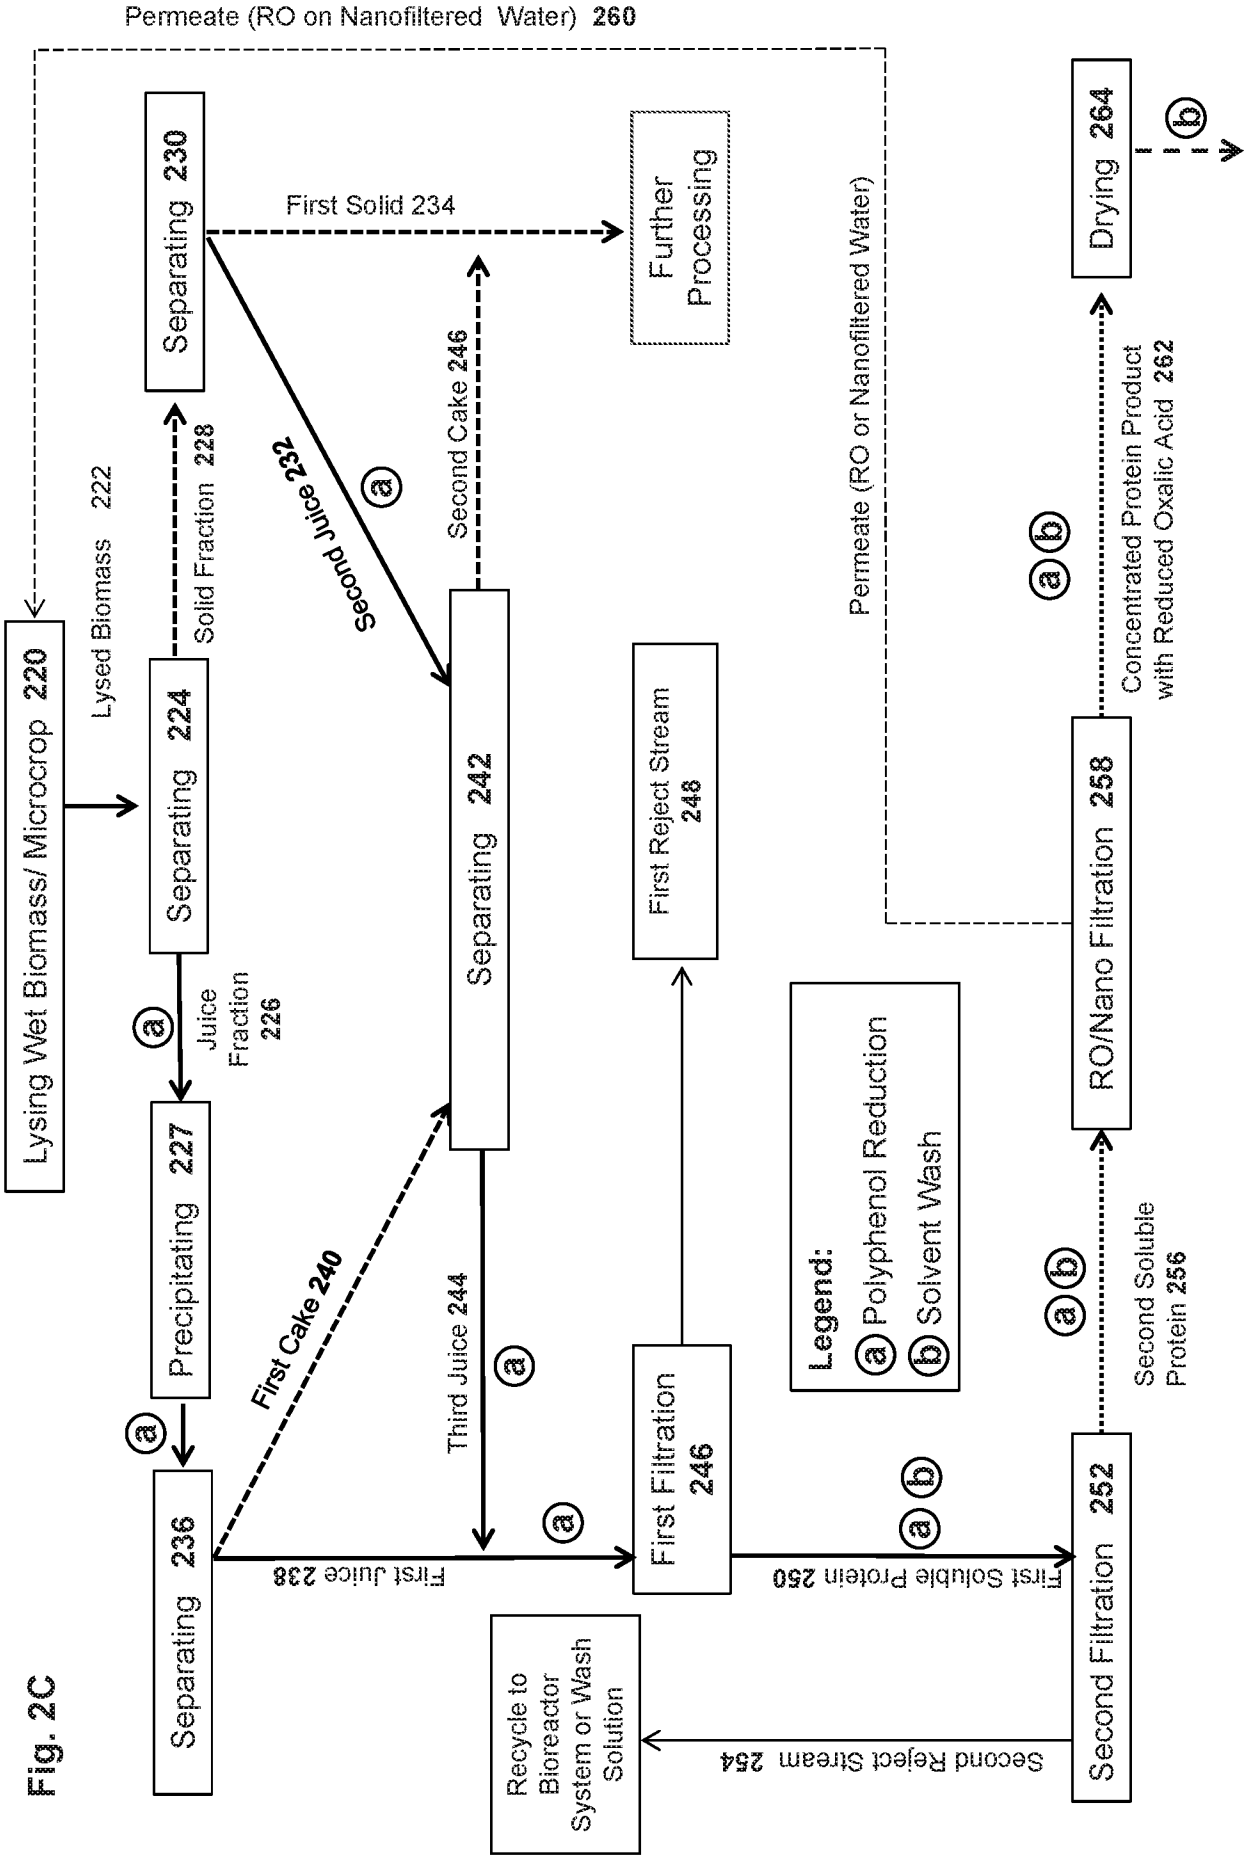 Fig. 2C
Lysing Wet Biomass/ Microcrop 220
Permeate (RO on Nanofiltered Water) 260
Lysed Biomass 222
Separating 236
a
Precipitating 227
a
Juice
Fraction
226
Separating 224
Solid Fraction 228
Separating 230
First Cake 240
Second Juice 232
a
First Solid 234
First Juice 238
Third Juice 244
a
Separating 242
Second Cake 246
a
Recycle to
Bioreactor
System or Wash
Solution
First Filtration
246
First Reject Stream
248
Further
Processing
Second Reject Stream 254
First Soluble Protein 250
a b
Legend:
a Polyphenol Reduction
b Solvent Wash
Permeate (RO or Nanofiltered Water)
Second Filtration 252
a b
Second Soluble
Protein 256
RO/Nano Filtration 258
a b
Concentrated Protein Product
with Reduced Oxalic Acid 262
Drying 264
b